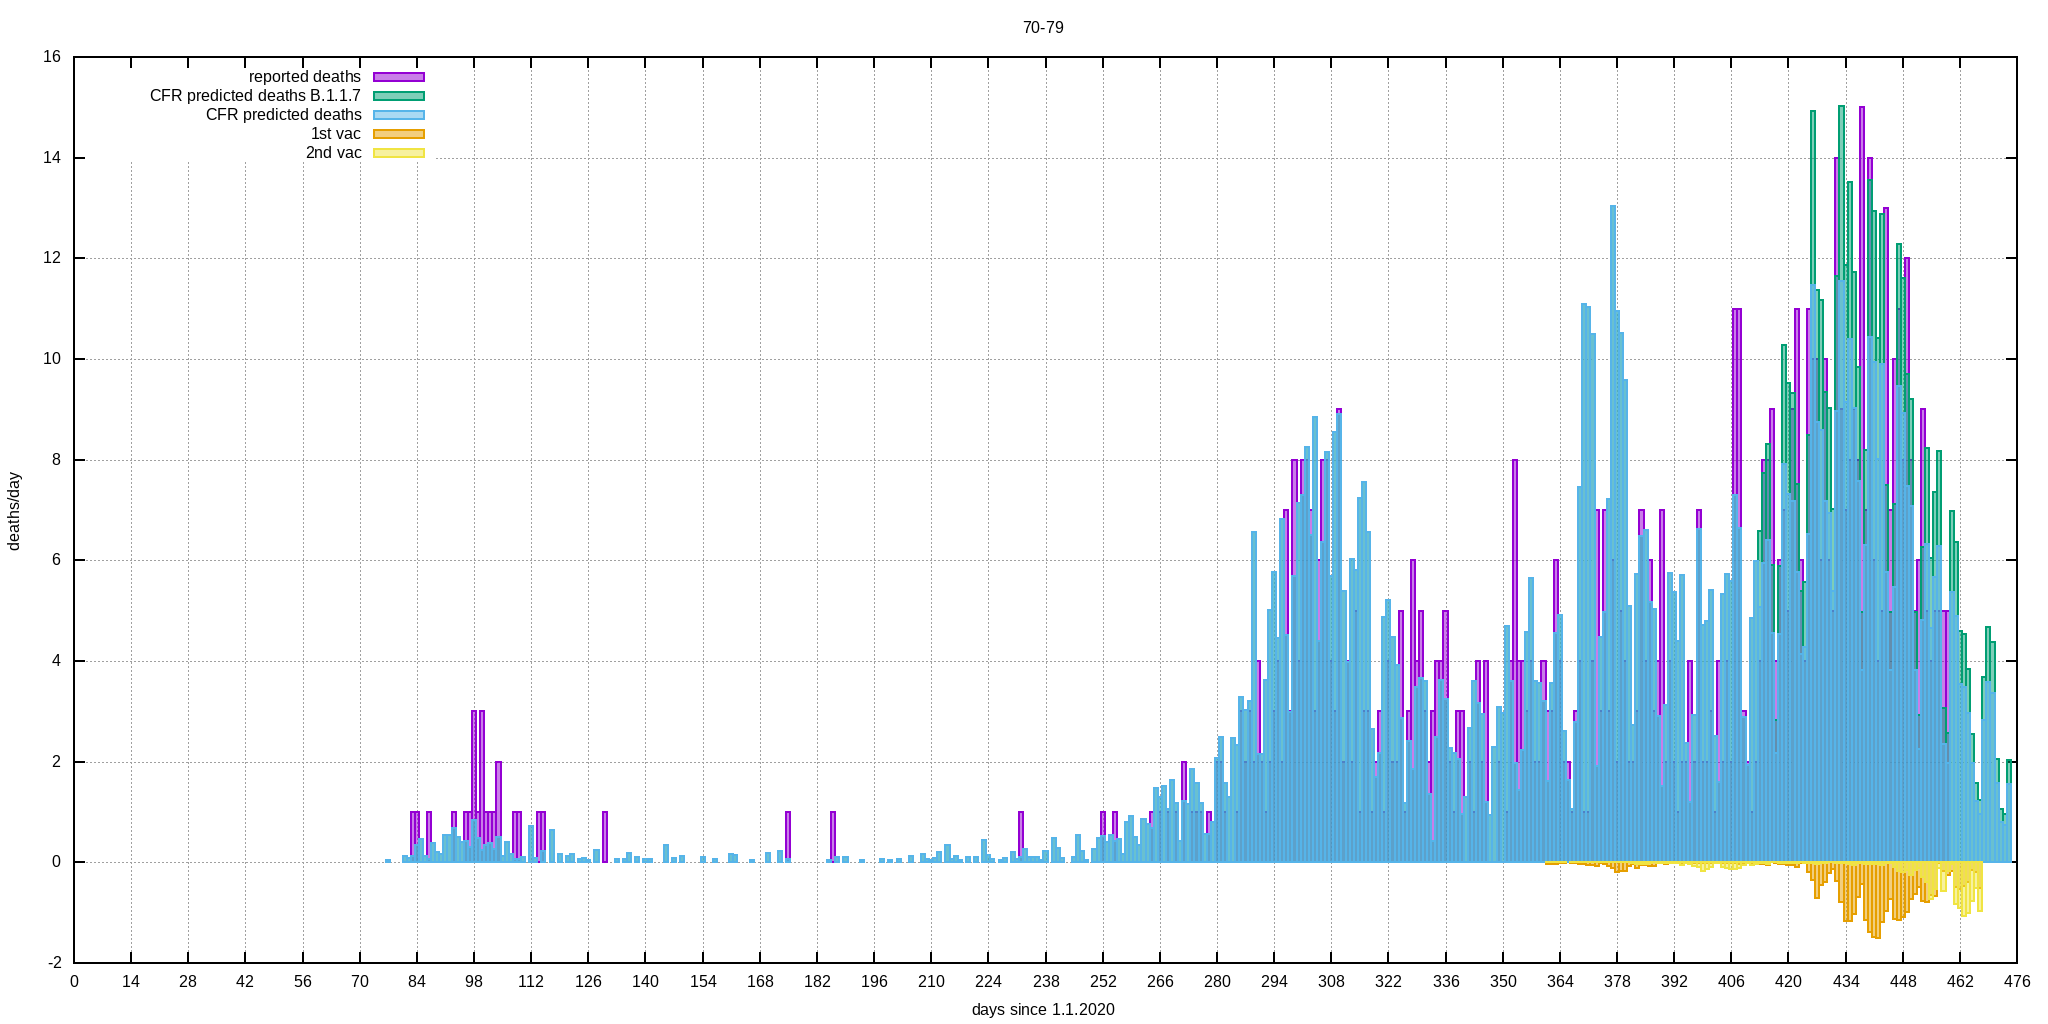 70-79
16
reported deaths
CFR predicted deaths B.1.1.7
CFR predicted deaths
1st vac
2nd vac
14
12
10
8
6
4
2
0
-2
deaths/day
0 14 28 42 56 70 84 98 112 126 140 154 168 182 196 210 224 238 252 266 280 294 308 322 336 350 364 378 392 406 420 434 448 462 476
days since 1.1.2020